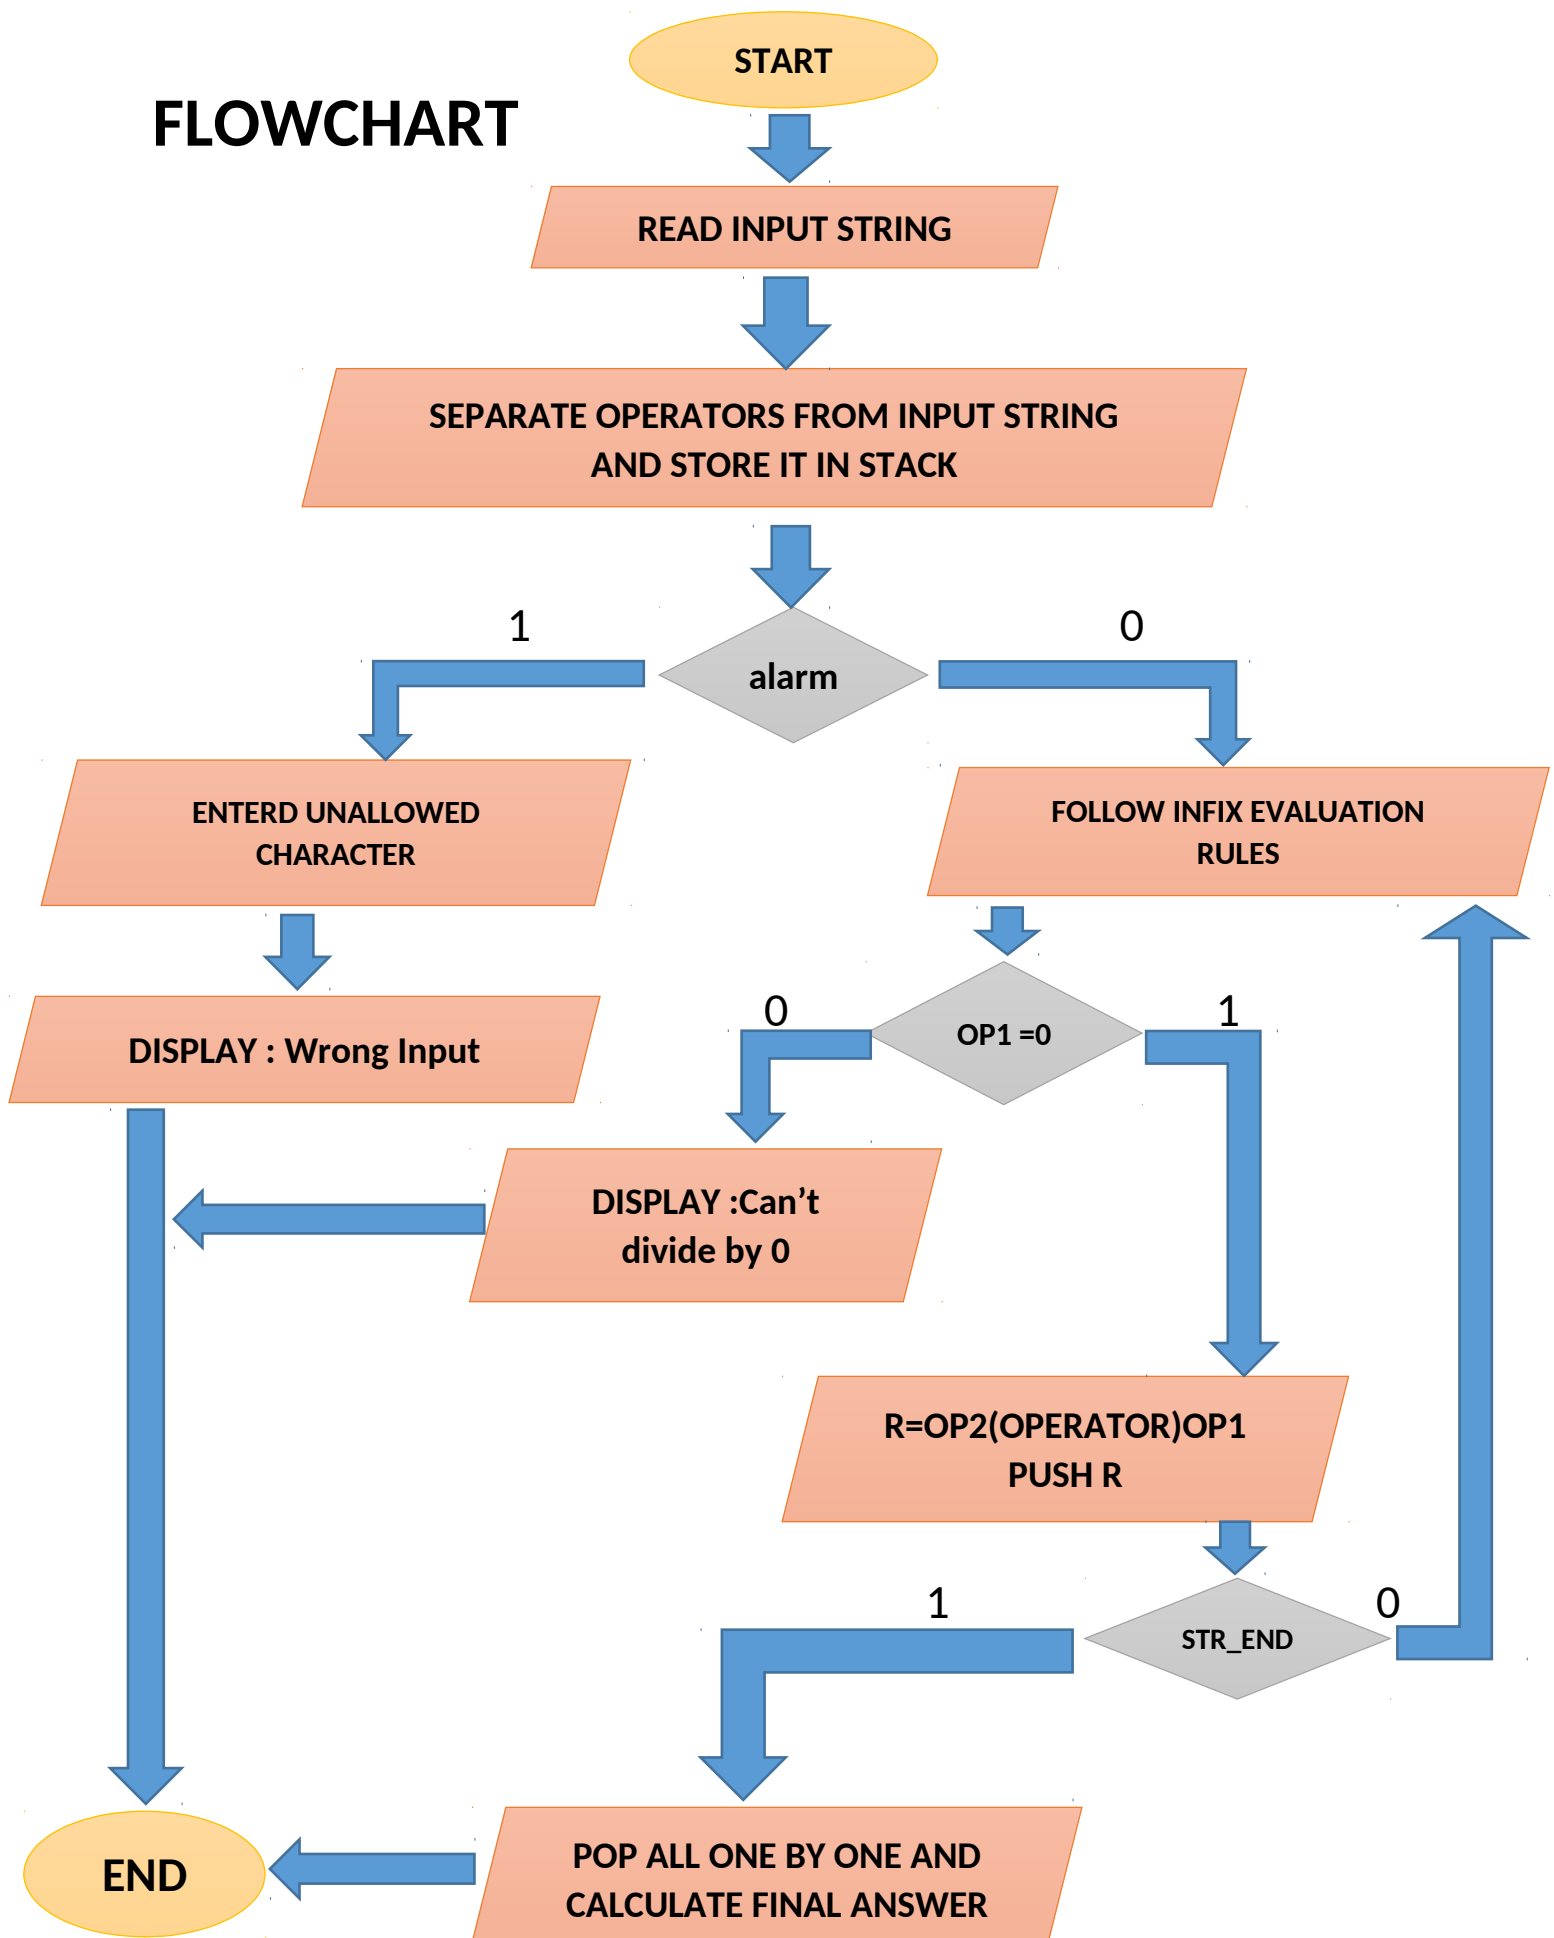 START
FLOWCHART
READ INPUT STRING
SEPARATE OPERATORS FROM INPUT STRING
AND STORE IT IN STACK
1
0
alarm
ENTERD UNALLOWED
CHARACTER
FOLLOW INFIX EVALUATION
RULES
0
1
OP1 =0
DISPLAY : Wrong Input
DISPLAY :Can’t
divide by 0
R=OP2(OPERATOR)OP1
PUSH R
1
0
STR_END
POP ALL ONE BY ONE AND
CALCULATE FINAL ANSWER
END